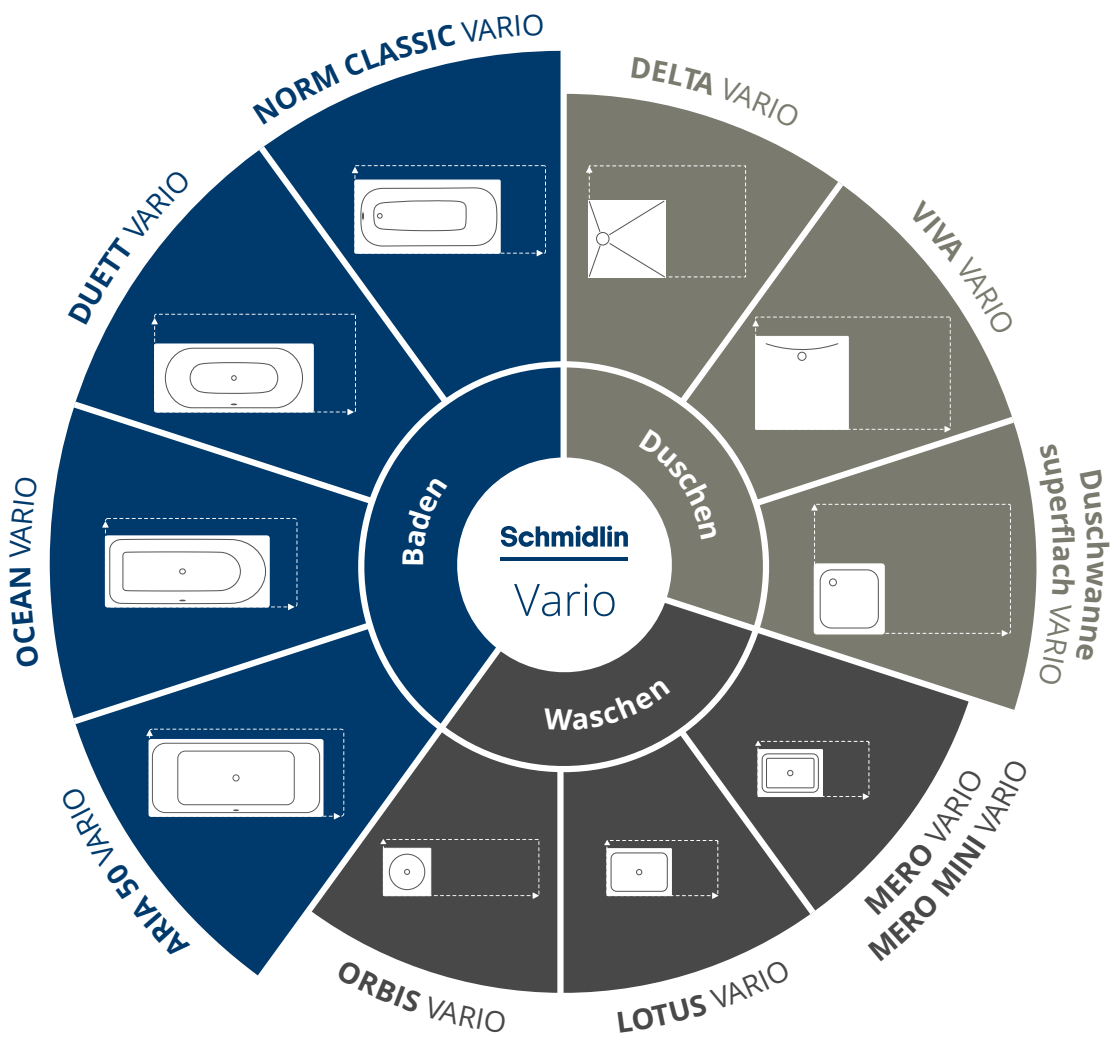 NORM CLASSIC VARIO
DELTA VARIO
VIVA VARIO
Duschwanne
superflach VARIO
MERO VARIO
MERO MINI VARIO
LOTUS VARIO
ORBIS VARIO
ARIA 50 VARIO
OCEAN VARIO
DUETT VARIO
Baden
Duschen
Waschen
Schmidlin
Vario